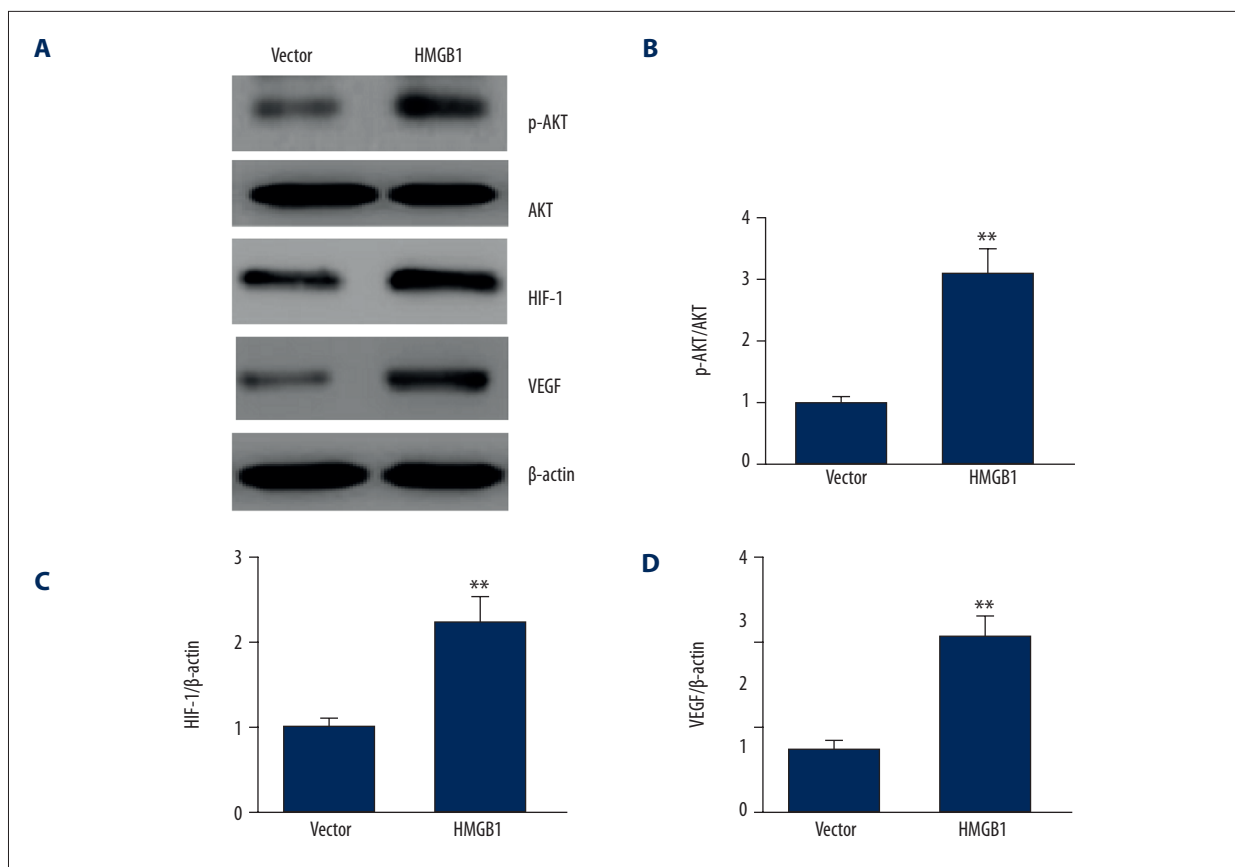 A
Vector HMGB1
p-AKT
AKT
HIF-1
VEGF
β-actin
B
4
3
2
1
0
p-AKT/AKT
**
Vector HMGB1
C
3
2
1
0
HIF-1/β-actin
**
Vector HMGB1
D
4
3
2
1
0
VEGF/β-actin
**
Vector HMGB1